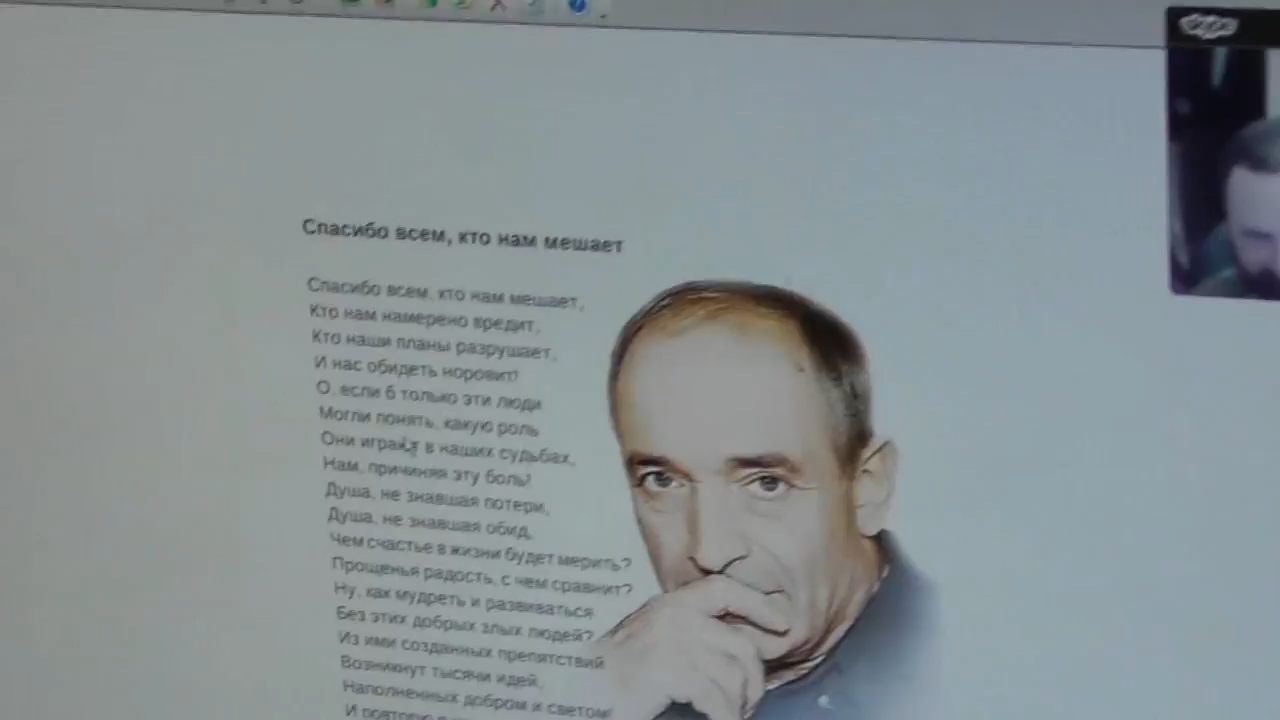 skype
Спасибо всем, кто нам мешает
Спасибо всем, кто нам мешает,
Кто нам намерено вредит,
Кто наши планы разрушает,
И нас обидеть норовит!
О, если б только эти люди
Могли понять, какую роль
Они играют в наших судьбах,
Нам, причиняя эту боль!
Душа, не знавшая потери,
Душа, не знавшая обид,
Чем счастье в жизни будет мерить?
Прощенья радость, с чем сравнит?
Ну, как мудреть и развиваться
Без этих добрых злых людей?
Из ими созданных препятствий
Возникнут тысячи идей,
Наполненных добром и светом!
И повторю